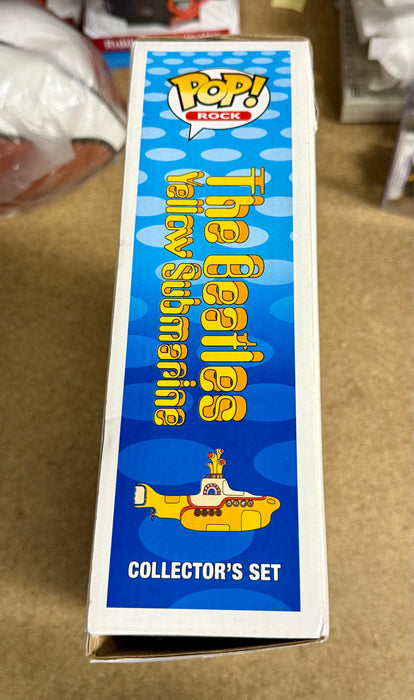 POP!
ROCK
The Beatles
Yellow Submarine
COLLECTOR'S SET